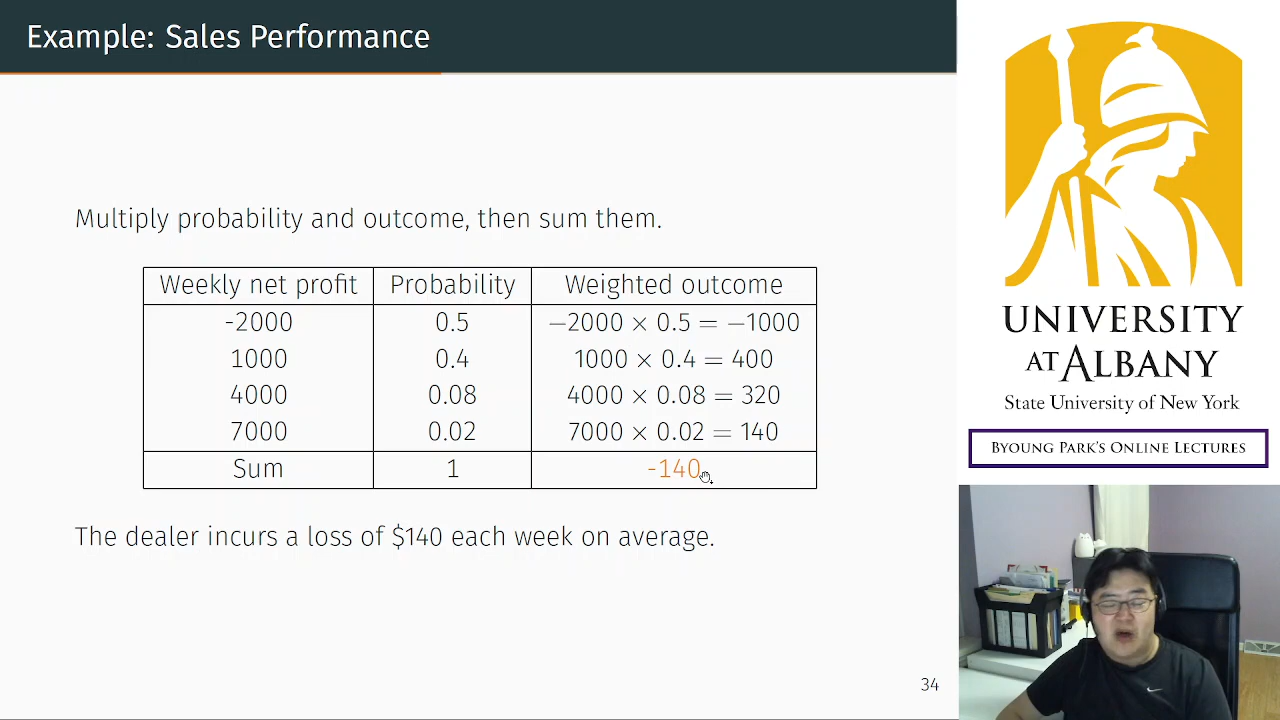 Example: Sales Performance
Multiply probability and outcome, then sum them.
Weekly net profit Probability Weighted outcome
-2000 0.5 −2000 × 0.5 = −1000
1000 0.4 1000 × 0.4 = 400
4000 0.08 4000 × 0.08 = 320
7000 0.02 7000 × 0.02 = 140
Sum 1 -140
The dealer incurs a loss of $140 each week on average.
34
UNIVERSITY
AT ALBANY
State University of New York
BYOUNG PARK'S ONLINE LECTURES